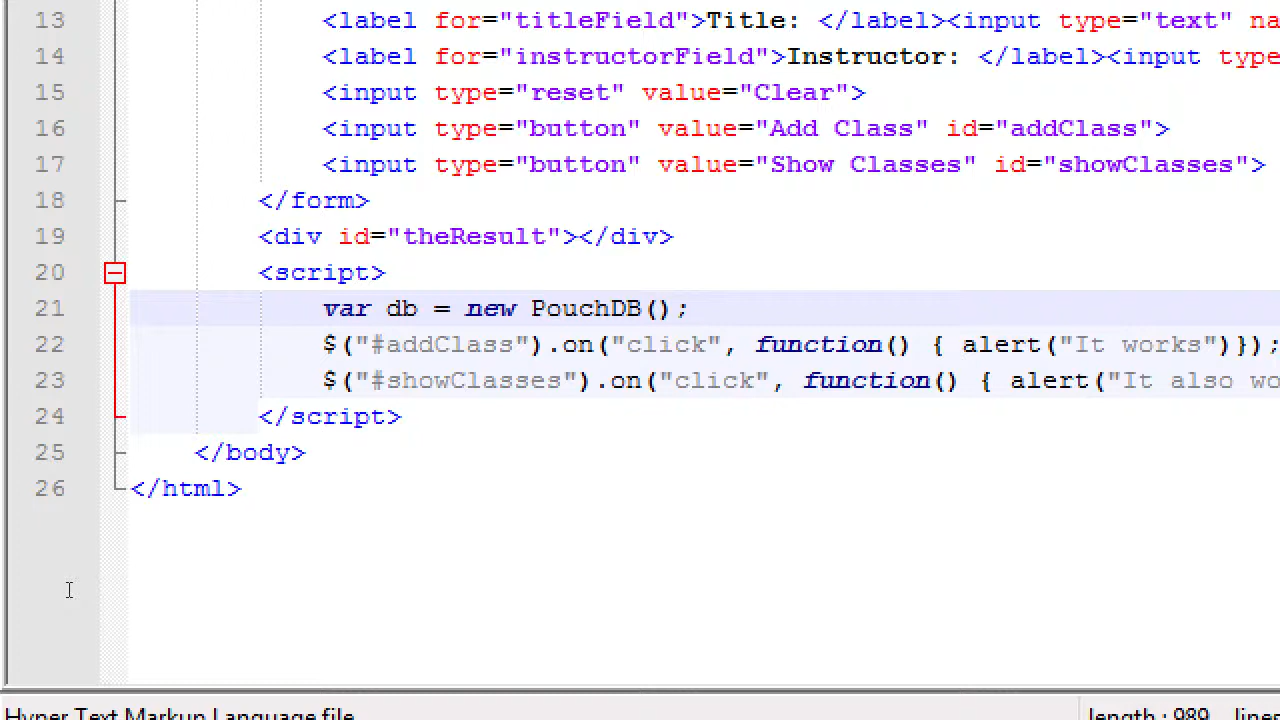 13 <label for="titleField">Title: </label><input type="text" na
14 <label for="instructorField">Instructor: </label><input type
15 <input type="reset" value="Clear">
16 <input type="button" value="Add Class" id="addClass">
17 <input type="button" value="Show Classes" id="showClasses">
18 </form>
19 <div id="theResult"></div>
20 <script>
21 var db = new PouchDB();
22 $("#addClass").on("click", function() { alert("It works")});
23 $("#showClasses").on("click", function() { alert("It also wo
24 </script>
25 </body>
26 </html>
Hyper Text Markup Language file length : 989 lines